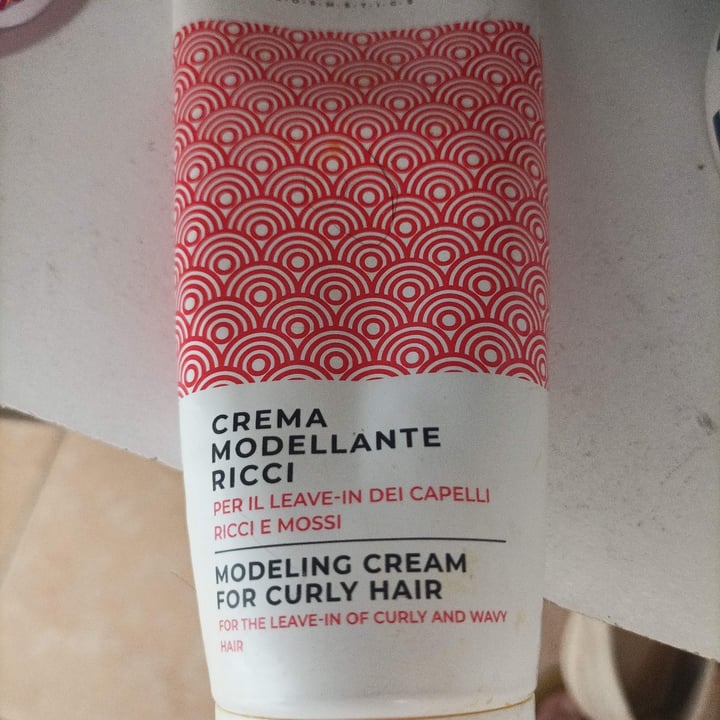 CREMA
MODELLANTE
RICCI
PER IL LEAVE-IN DEI CAPELLI
RICCI E MOSSI
MODELING CREAM
FOR CURLY HAIR
FOR THE LEAVE-IN OF CURLY AND WAVY
HAIR